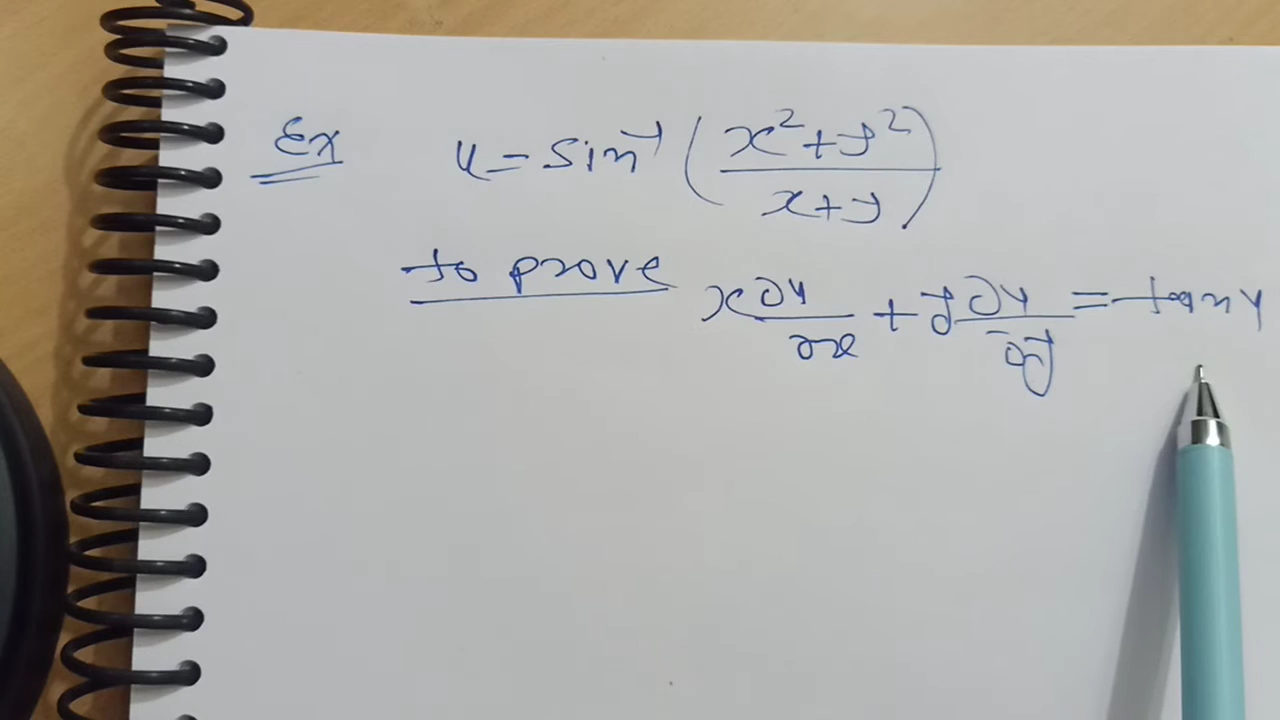 Ex u = sin⁻¹ ( (x² + y²) / (x + y) )
to prove x ∂u/∂x + y ∂u/∂y = tan u